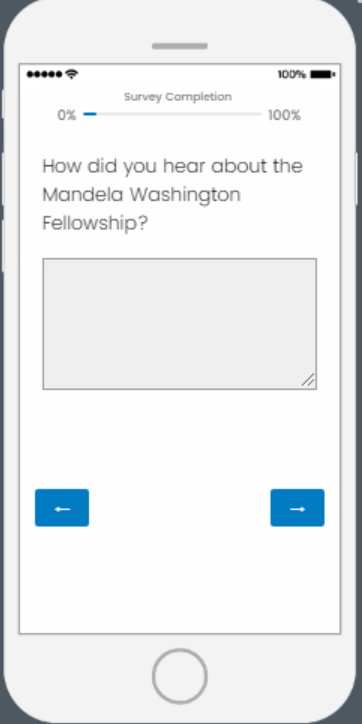 100%
Survey Completion
0% 100%
How did you hear about the
Mandela Washington
Fellowship?
← →